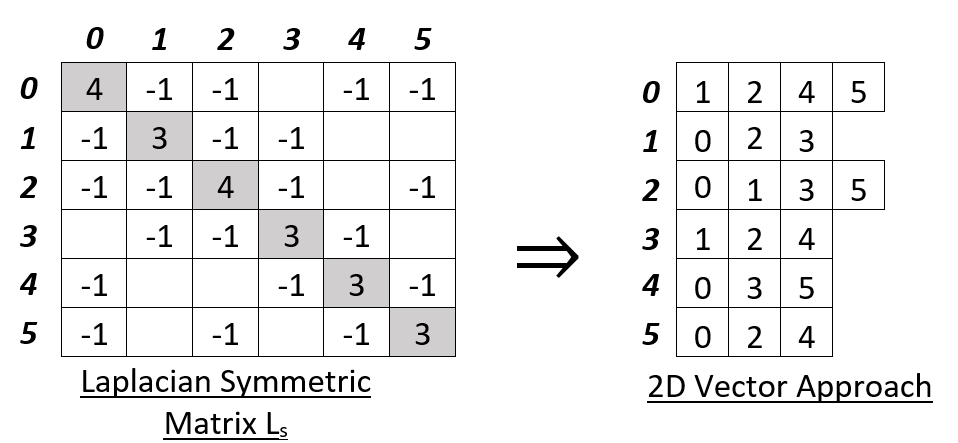 0 1 2 3 4 5
0 4 -1 -1 -1 -1 0 1 2 4 5
1 -1 3 -1 -1 1 0 2 3
2 -1 -1 4 -1 -1 2 0 1 3 5
3 -1 -1 3 -1 3 1 2 4
4 -1 -1 3 -1 4 0 3 5
5 -1 -1 -1 3 5 0 2 4
⇒
Laplacian Symmetric
Matrix Ls
2D Vector Approach